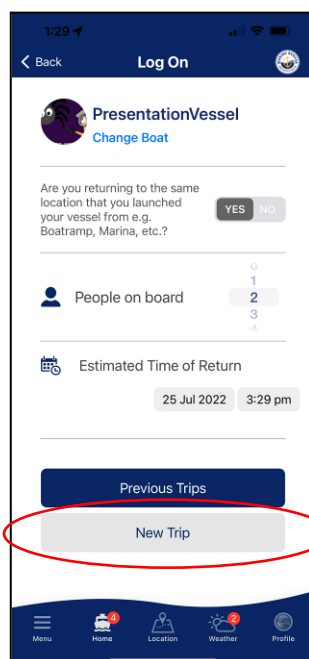 1:29
Back
Log On
PresentationVessel
Change Boat
Are you returning to the same
location that you launched
your vessel from e.g.
Boatramp, Marina, etc.?
YES NO
0
1
People on board 2
3
4
Estimated Time of Return
25 Jul 2022 3:29 pm
Previous Trips
New Trip
4 2
Menu Home Location Weather Profile